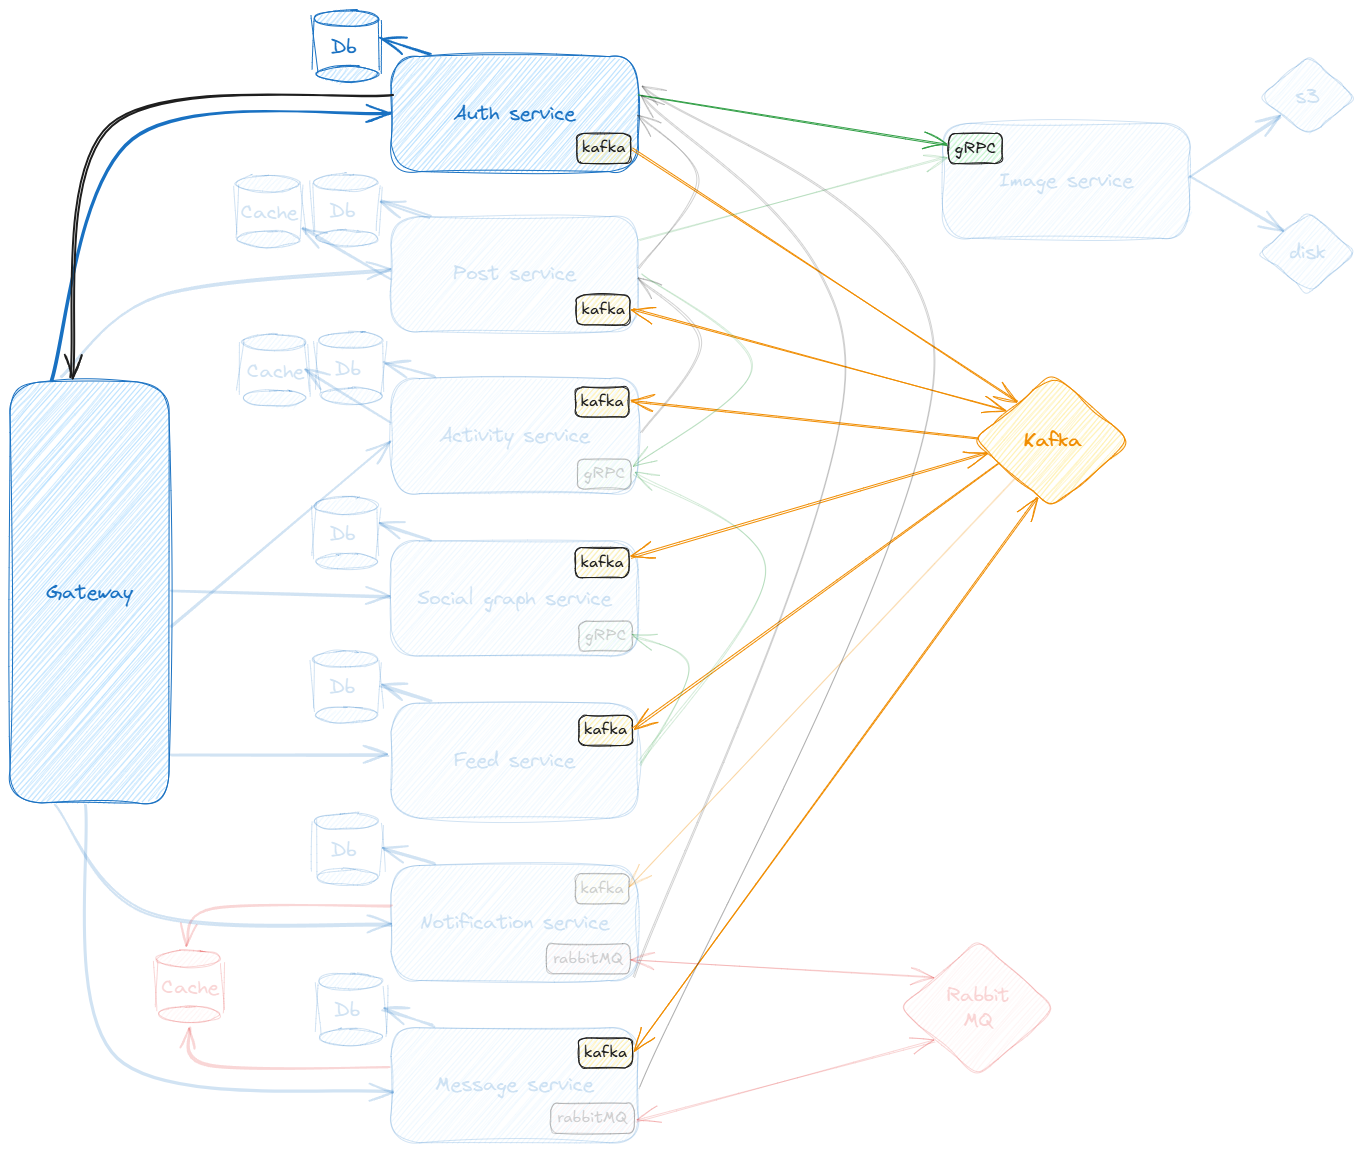 Db
Auth service
kafka
gRPC
Image service
s3
disk
Cache
Db
Post service
kafka
Cache
Db
Activity service
kafka
gRPC
Kafka
Db
Social graph service
kafka
gRPC
Gateway
Db
Feed service
kafka
Db
Notification service
kafka
rabbitMQ
Cache
Rabbit
MQ
Db
Message service
kafka
rabbitMQ